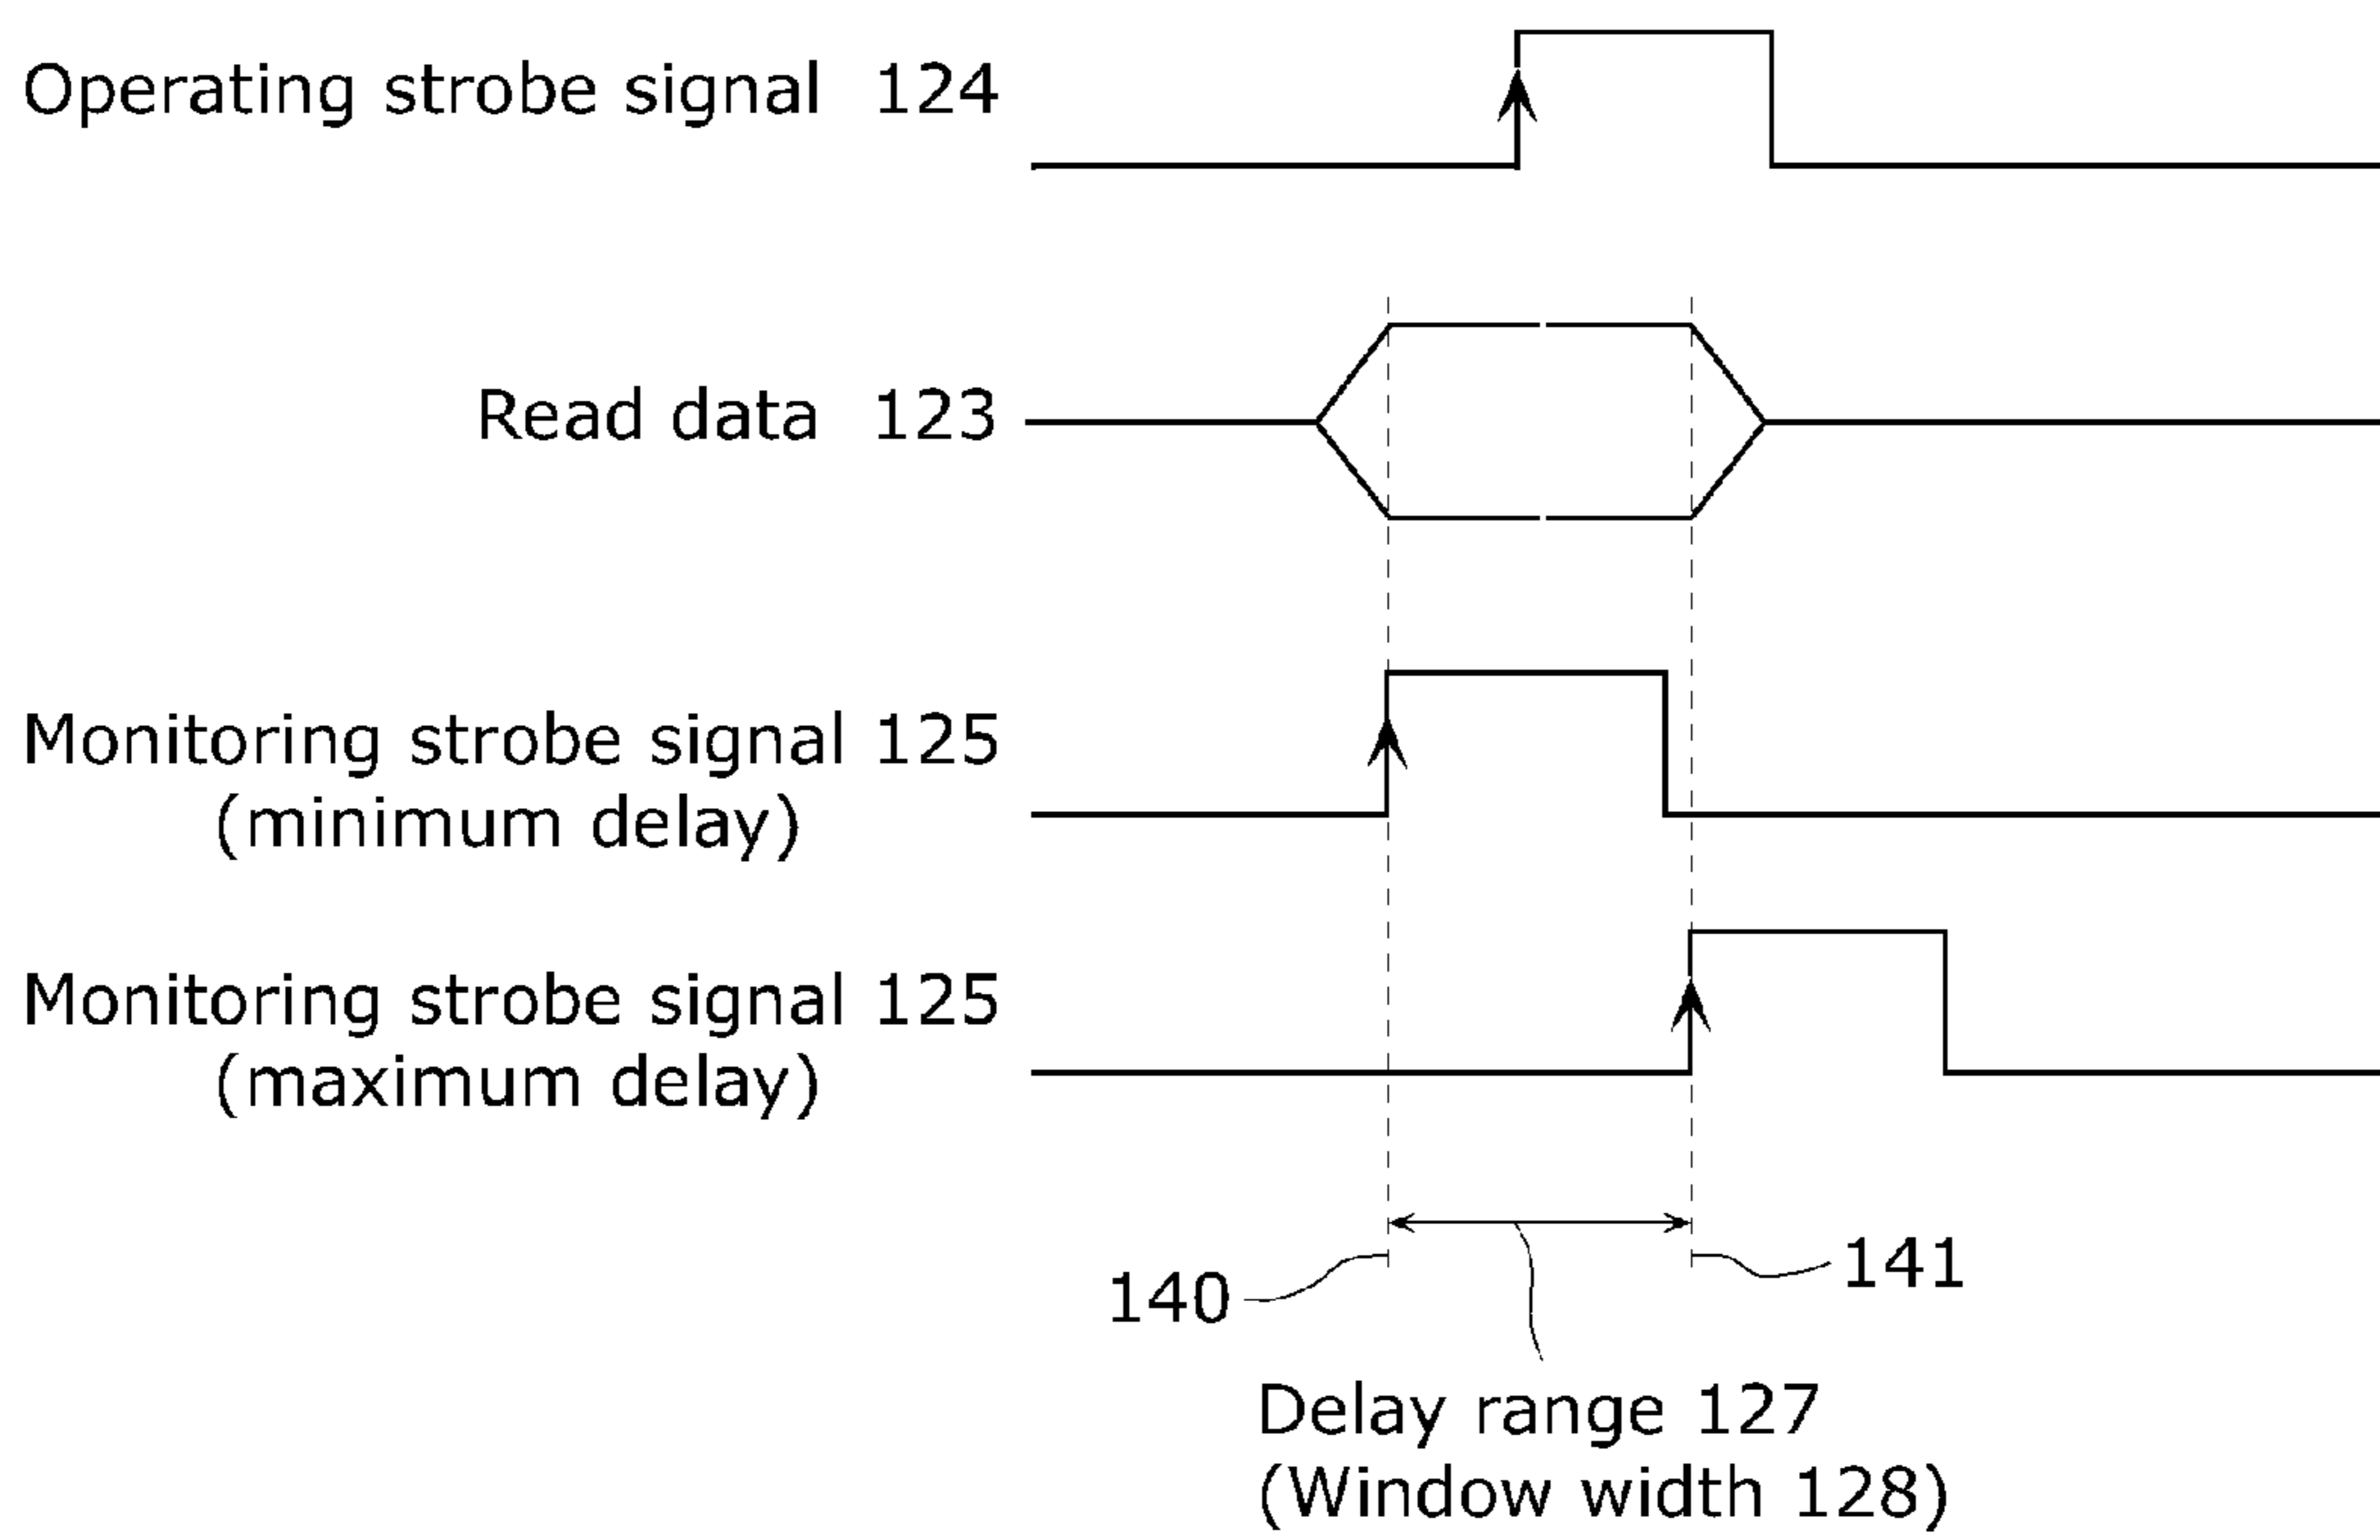 Operating strobe signal 124
Read data 123
Monitoring strobe signal 125
(minimum delay)
Monitoring strobe signal 125
(maximum delay)
140
141
Delay range 127
(Window width 128)